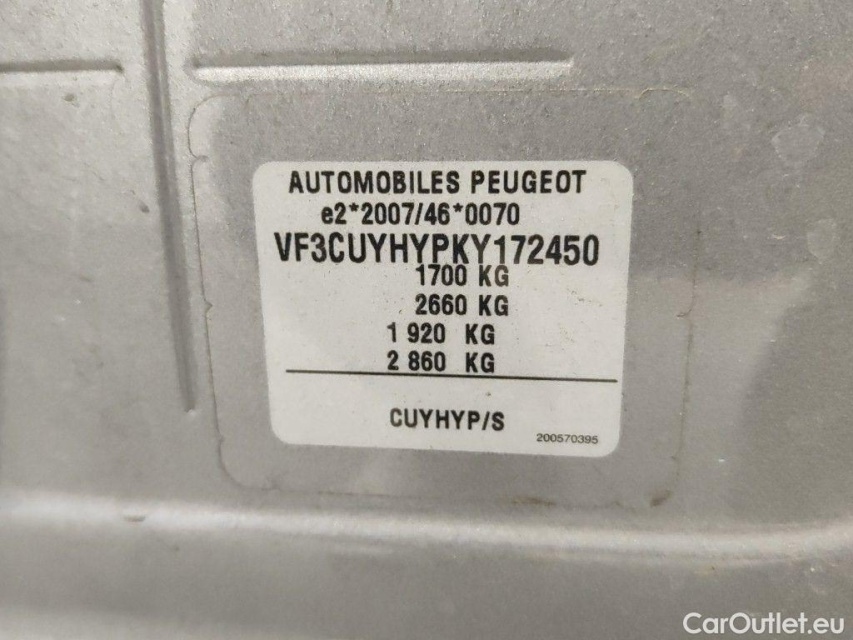 AUTOMOBILES PEUGEOT
e2*2007/46*0070
VF3CUYHYPKY172450
1700 KG
2660 KG
1 920 KG
2 860 KG
CUYHYP/S
200570395
CarOutlet.eu